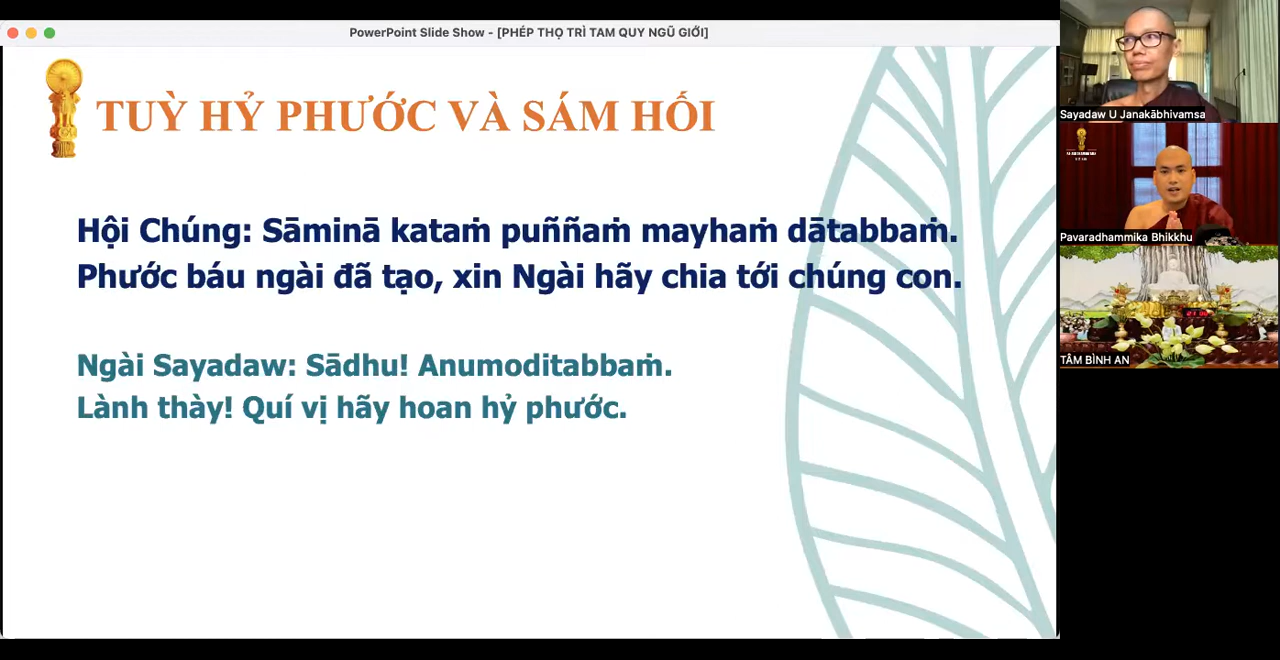 PowerPoint Slide Show - [PHÉP THỌ TRÌ TAM QUY NGŨ GIỚI]
TUỲ HỶ PHƯỚC VÀ SÁM HỐI
Hội Chúng: Sāminā kataṁ puññaṁ mayhaṁ dātabbaṁ.
Phước báu ngài đã tạo, xin Ngài hãy chia tới chúng con.
Ngài Sayadaw: Sādhu! Anumoditabbaṁ.
Lành thày! Quí vị hãy hoan hỷ phước.
Sayadaw U Janakābhivamsa
Pavaradhammika Bhikkhu
TÂM BÌNH AN